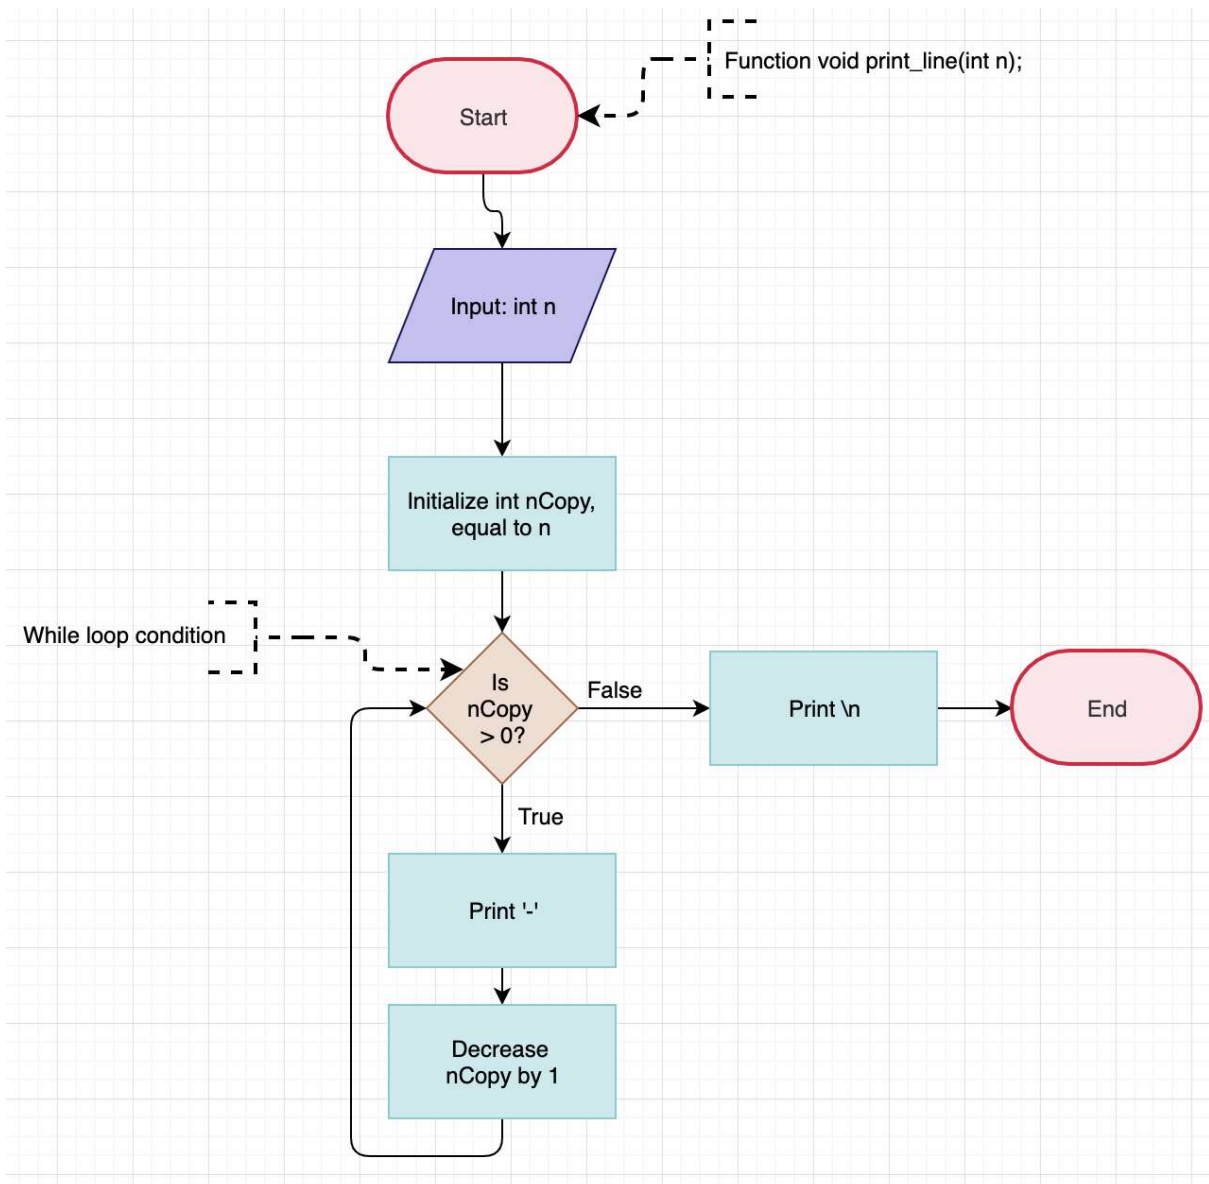 Function void print_line(int n);
Start
Input: int n
Initialize int nCopy,
equal to n
While loop condition
Is
nCopy
> 0?
False
Print \n
End
True
Print '-'
Decrease
nCopy by 1